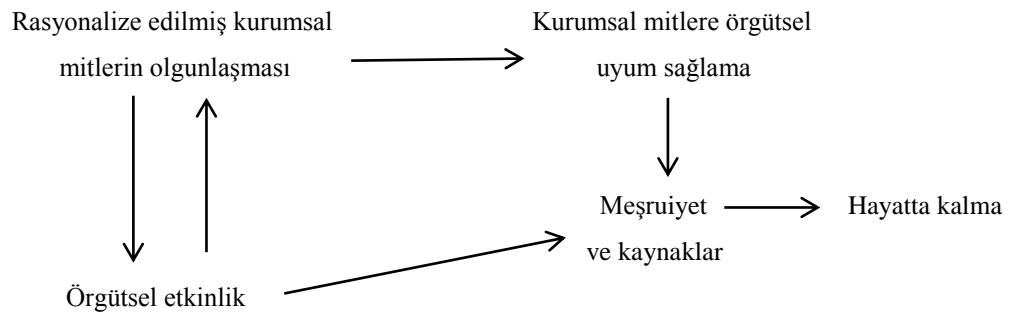 Rasyonalize edilmiş kurumsal
mitlerin olgunlaşması
Kurumsal mitlere örgütsel
uyum sağlama
Meşruiyet
ve kaynaklar
Hayatta kalma
Örgütsel etkinlik